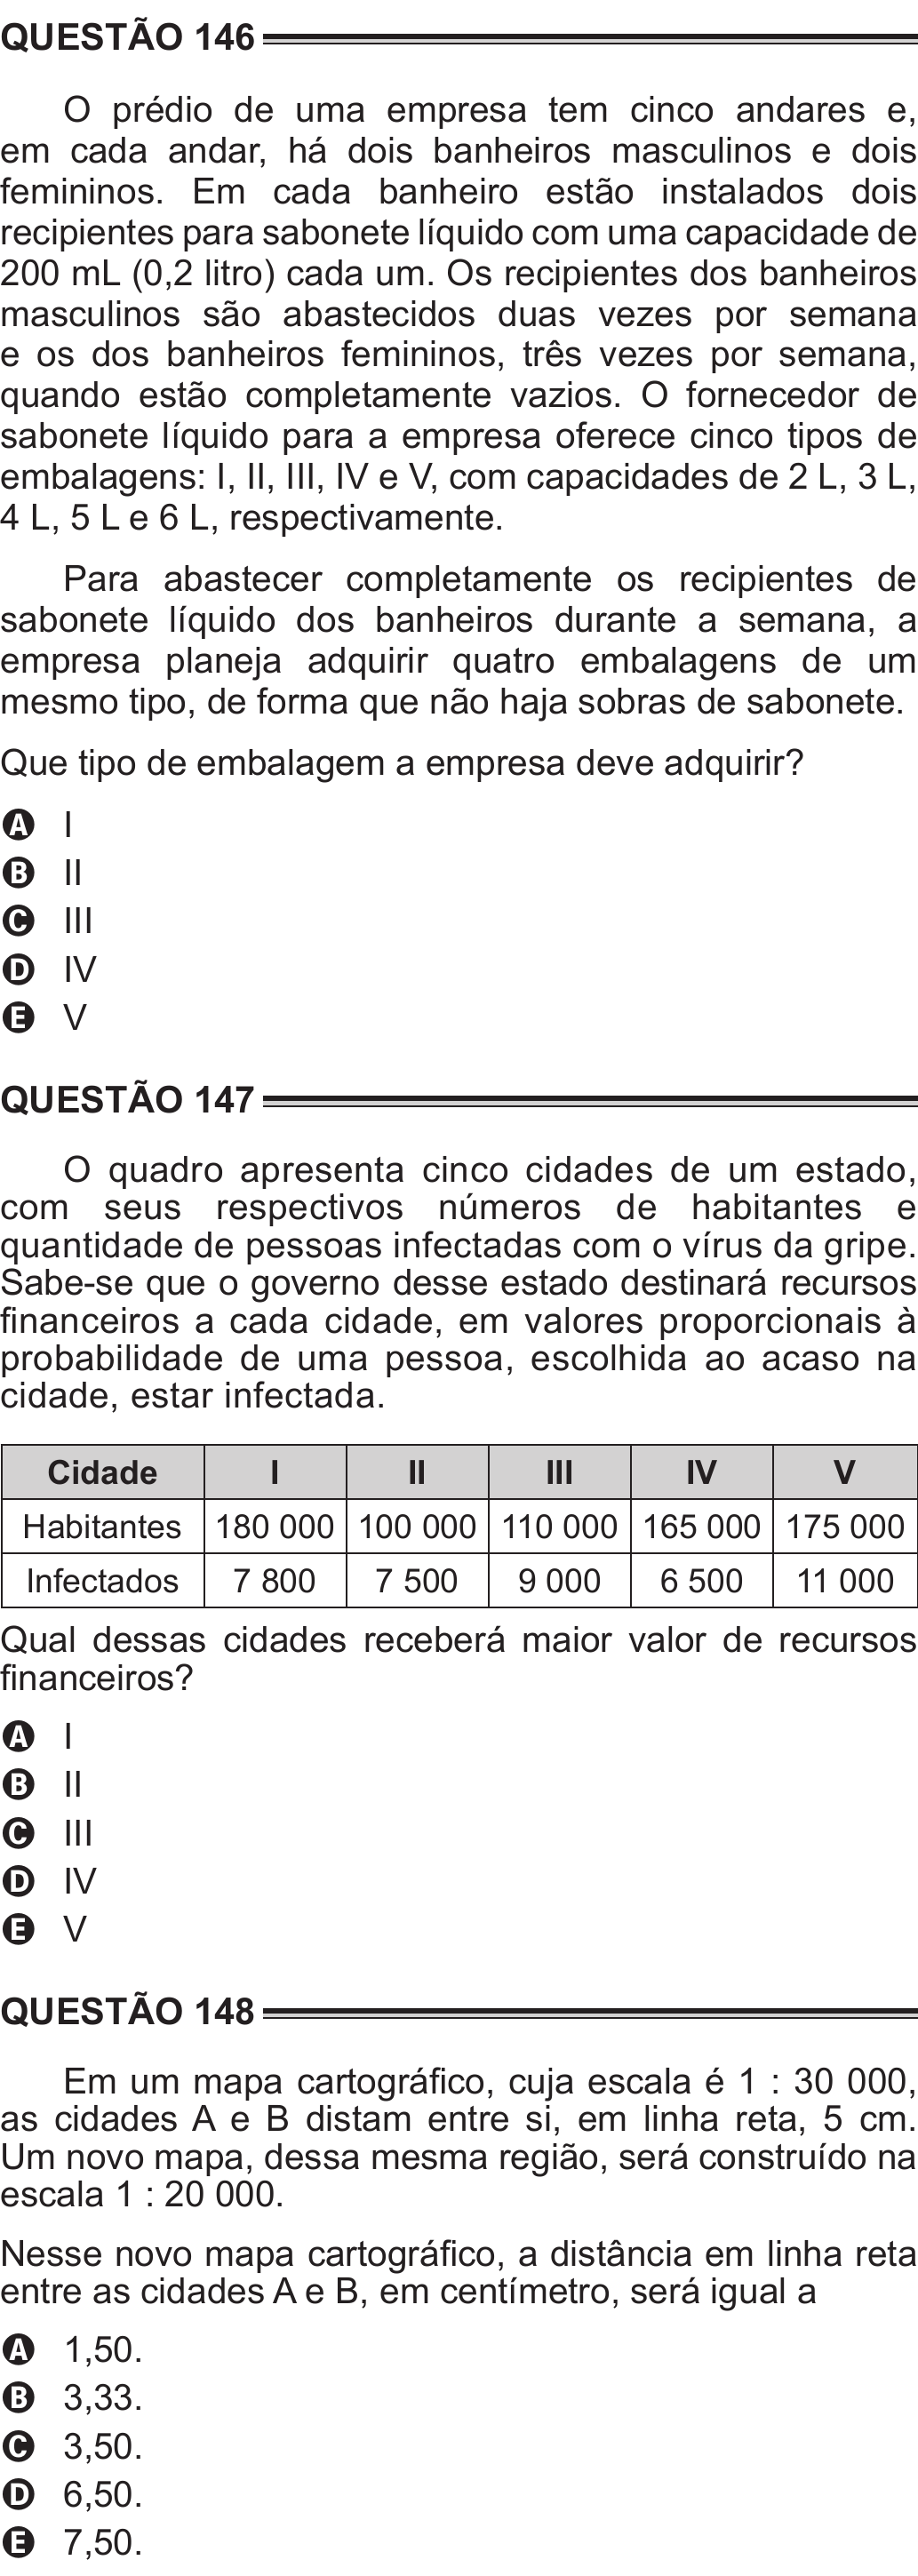 QUESTÃO 146
O prédio de uma empresa tem cinco andares e,
em cada andar, há dois banheiros masculinos e dois
femininos. Em cada banheiro estão instalados dois
recipientes para sabonete líquido com uma capacidade de
200 mL (0,2 litro) cada um. Os recipientes dos banheiros
masculinos são abastecidos duas vezes por semana
e os dos banheiros femininos, três vezes por semana,
quando estão completamente vazios. O fornecedor de
sabonete líquido para a empresa oferece cinco tipos de
embalagens: I, II, III, IV e V, com capacidades de 2 L, 3 L,
4 L, 5 L e 6 L, respectivamente.
Para abastecer completamente os recipientes de
sabonete líquido dos banheiros durante a semana, a
empresa planeja adquirir quatro embalagens de um
mesmo tipo, de forma que não haja sobras de sabonete.
Que tipo de embalagem a empresa deve adquirir?
A I
B II
C III
D IV
E V
QUESTÃO 147
O quadro apresenta cinco cidades de um estado,
com seus respectivos números de habitantes e
quantidade de pessoas infectadas com o vírus da gripe.
Sabe-se que o governo desse estado destinará recursos
financeiros a cada cidade, em valores proporcionais à
probabilidade de uma pessoa, escolhida ao acaso na
cidade, estar infectada.
Cidade I II III IV V
Habitantes 180 000 100 000 110 000 165 000 175 000
Infectados 7 800 7 500 9 000 6 500 11 000
Qual dessas cidades receberá maior valor de recursos
financeiros?
A I
B II
C III
D IV
E V
QUESTÃO 148
Em um mapa cartográfico, cuja escala é 1 : 30 000,
as cidades A e B distam entre si, em linha reta, 5 cm.
Um novo mapa, dessa mesma região, será construído na
escala 1 : 20 000.
Nesse novo mapa cartográfico, a distância em linha reta
entre as cidades A e B, em centímetro, será igual a
A 1,50.
B 3,33.
C 3,50.
D 6,50.
E 7,50.